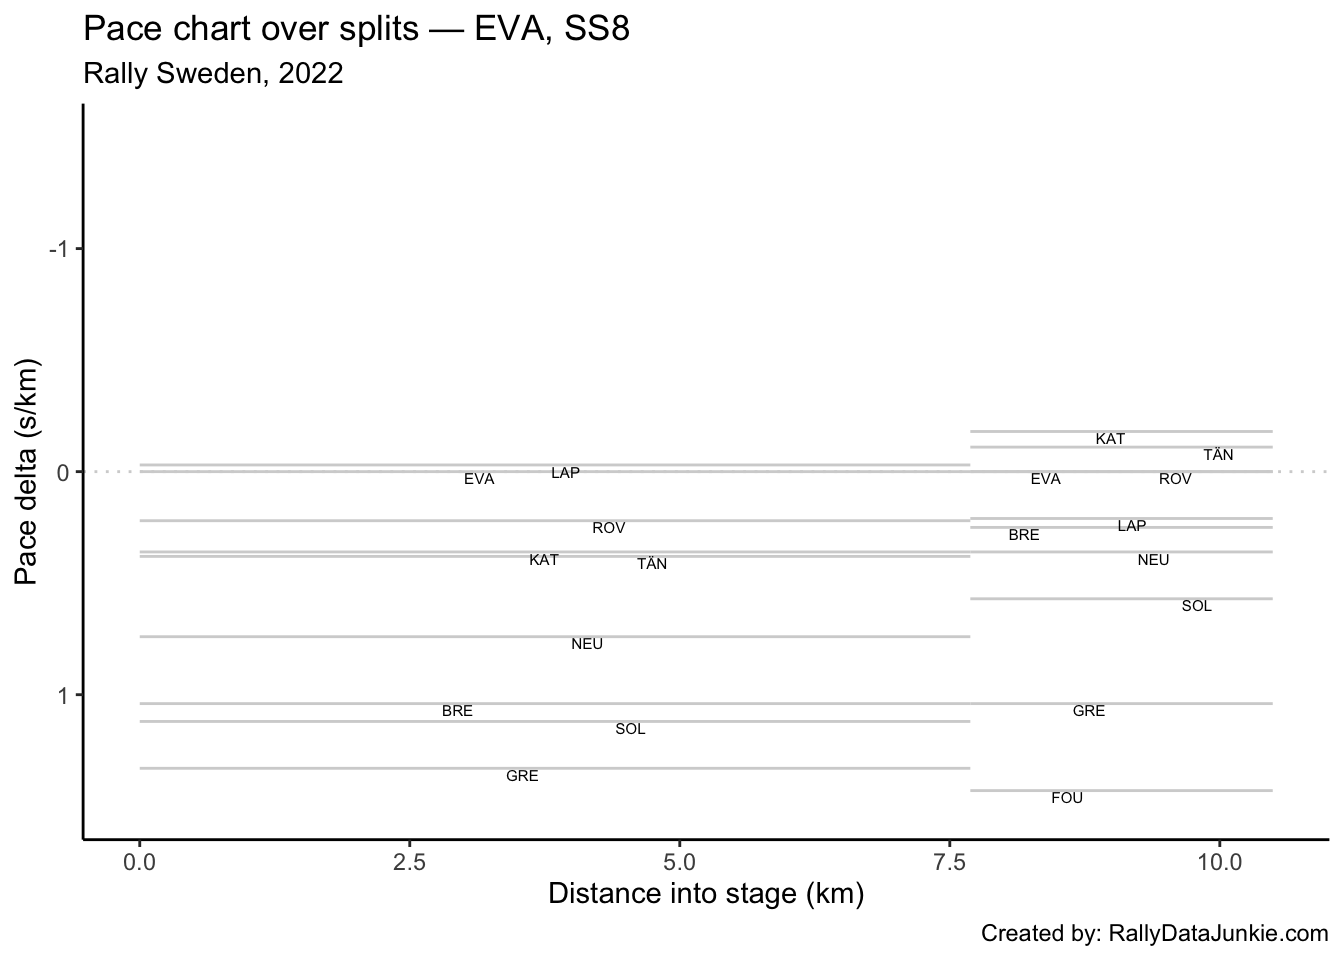 Pace chart over splits — EVA, SS8
Rally Sweden, 2022
Pace delta (s/km)
-1
0
1
KAT
TÄN
EVA
LAP
EVA
ROV
ROV
LAP
BRE
KAT
TÄN
NEU
SOL
NEU
BRE
GRE
SOL
GRE
FOU
0.0 2.5 5.0 7.5 10.0
Distance into stage (km)
Created by: RallyDataJunkie.com